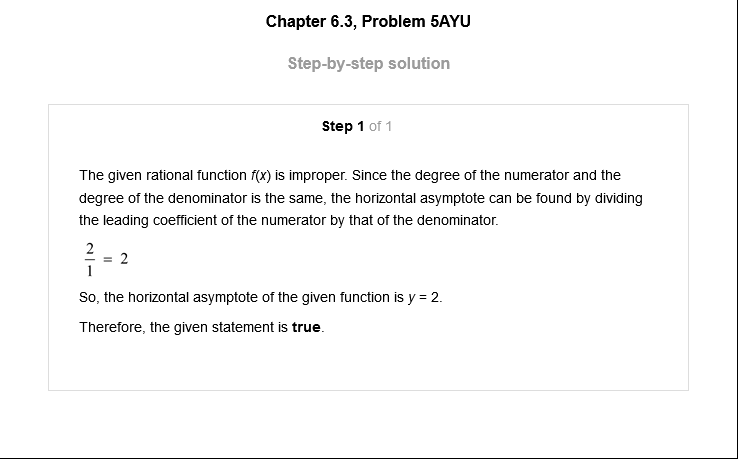 Chapter 6.3, Problem 5AYU
Step-by-step solution
Step 1 of 1
The given rational function f(x) is improper. Since the degree of the numerator and the
degree of the denominator is the same, the horizontal asymptote can be found by dividing
the leading coefficient of the numerator by that of the denominator.
2/1 = 2
So, the horizontal asymptote of the given function is y = 2.
Therefore, the given statement is true.